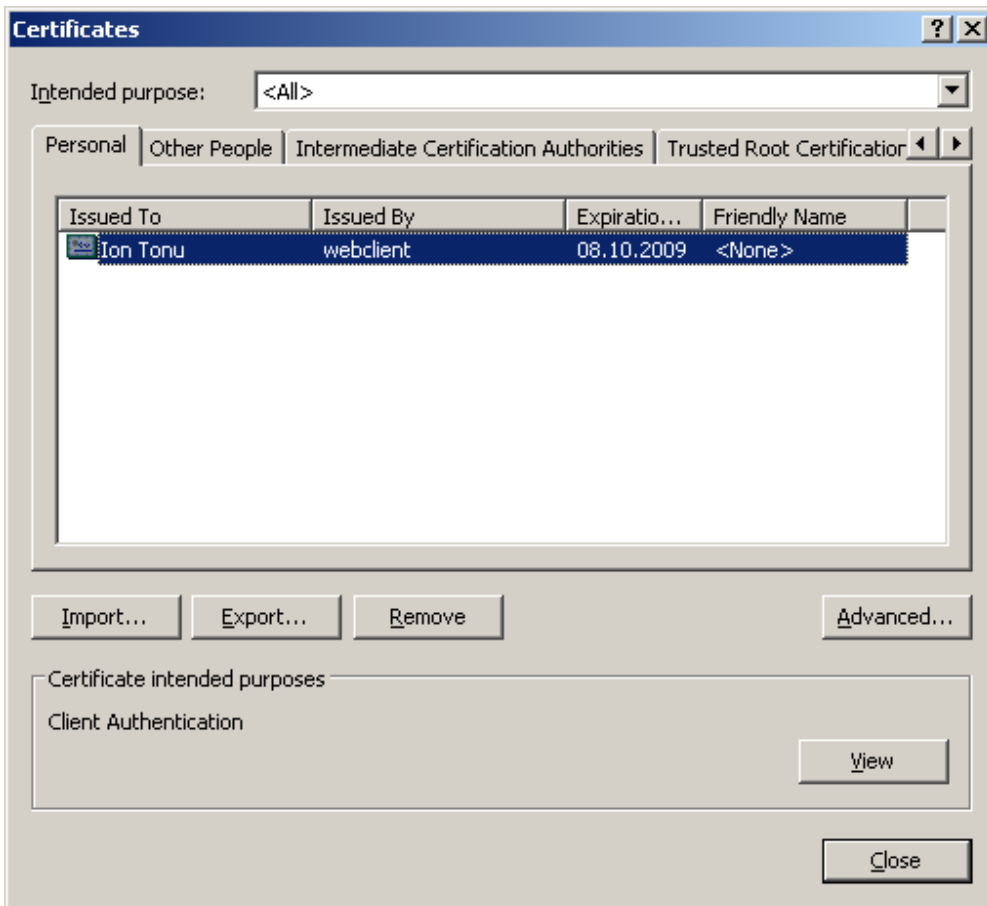 Certificates
Intended purpose: <All>
Personal Other People Intermediate Certification Authorities Trusted Root Certification
Issued To Issued By Expiratio... Friendly Name
Ion Tonu webclient 08.10.2009 <None>
Import... Export... Remove Advanced...
Certificate intended purposes
Client Authentication
View
Close